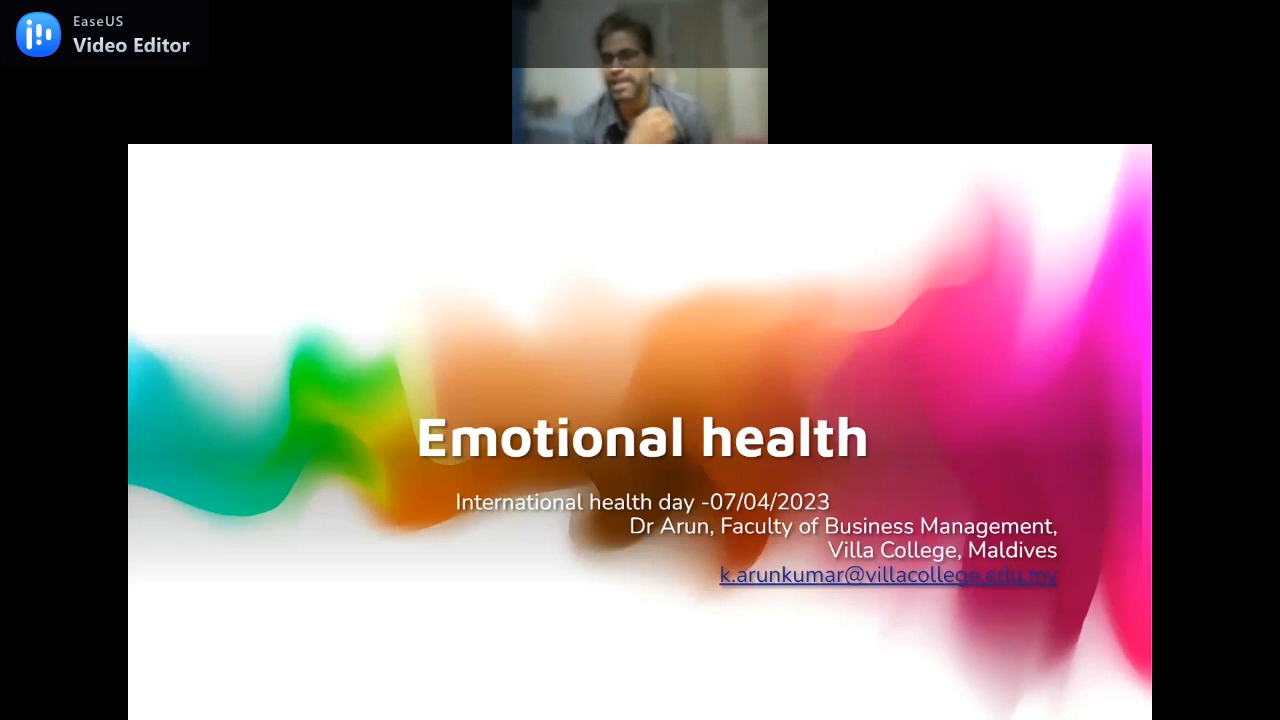 EaseUS
Video Editor
Emotional health
International health day -07/04/2023
Dr Arun, Faculty of Business Management,
Villa College, Maldives
k.arunkumar@villacollege.edu.mv